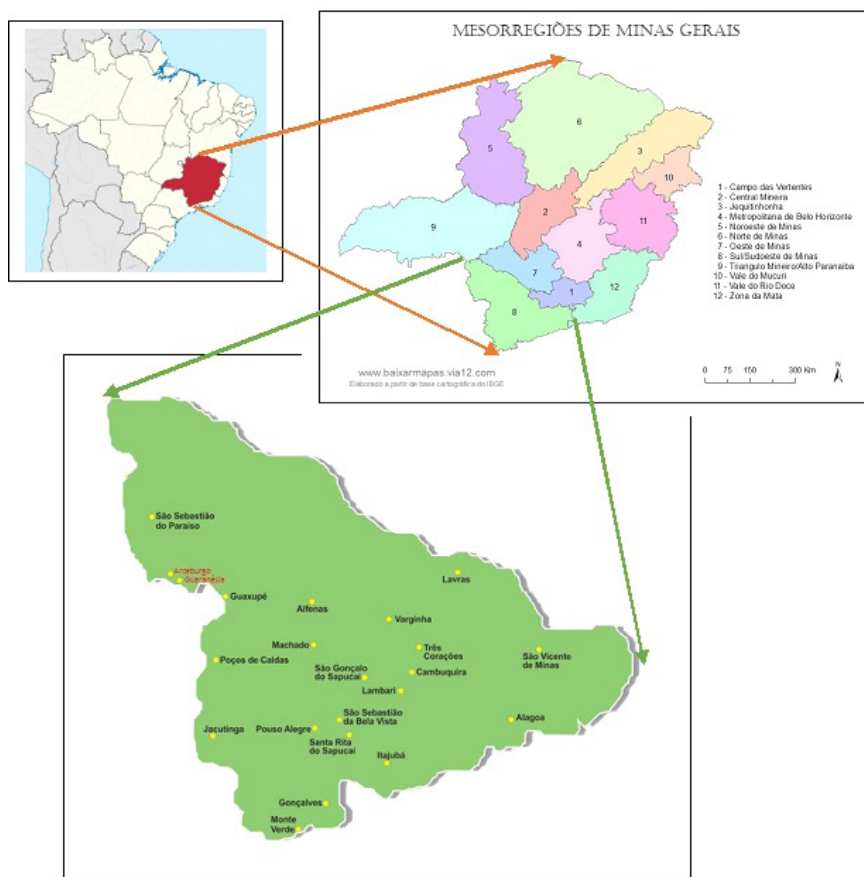 MESORREGIÕES DE MINAS GERAIS
6
5
3
10
2
11
9
4
7
12
1
8
1 - Campo das Vertentes
2 - Central Mineira
3 - Jequitinhonha
4 - Metropolitana de Belo Horizonte
5 - Noroeste de Minas
6 - Norte de Minas
7 - Oeste de Minas
8 - Sul/Sudoeste de Minas
9 - Triangulo Mineiro/Alto Paranaiba
10 - Vale do Mucuri
11 - Vale do Rio Doce
12 - Zona da Mata
www.baixarmapas.via12.com
Elaborado a partir de base cartográfica do IBGE
0 75 150 300 Km
N
São Sebastião
do Paraíso
Arceburgo
Guaranésia
Guaxupé
Lavras
Alfenas
Varginha
Machado
Três
Corações
São Vicente
de Minas
Poços de Caldas
São Gonçalo
do Sapucaí
Cambuquira
Lambari
São Sebastião
da Bela Vista
Alagoa
Jacutinga
Pouso Alegre
Santa Rita
do Sapucaí
Itajubá
Gonçalves
Monte
Verde